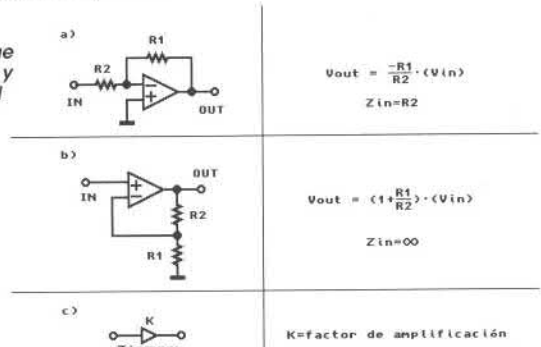 ue
y
l
a)
R1
R2
IN
OUT
Vout = -R1/R2·(Vin)
Zin=R2
b)
OUT
IN
R2
R1
Vout = (1+R1/R2)·(Vin)
Zin=∞
c)
K
K=factor de amplificación